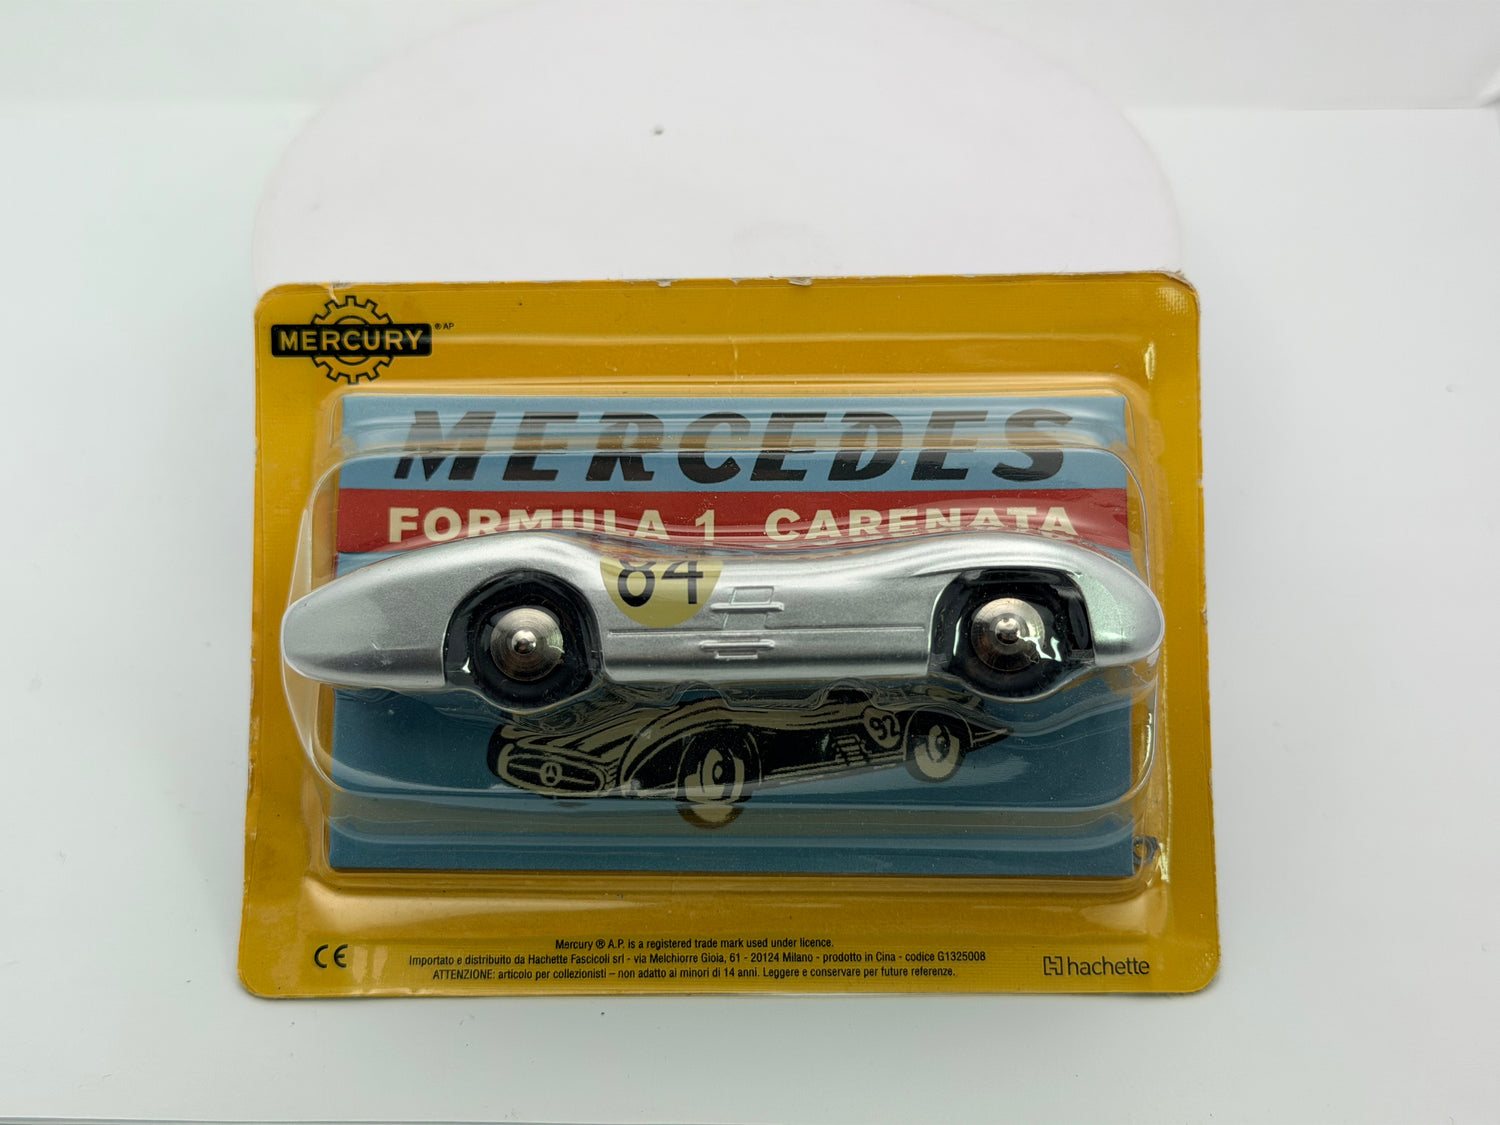 MERCURY ® AP
MERCEDES
FORMULA 1 CARENATA
84
92
CE
Mercury ® A.P. is a registered trade mark used under licence.
Importato e distribuito da Hachette Fascicoli srl - via Melchiorre Gioia, 61 - 20124 Milano - prodotto in Cina - codice G1325008
ATTENZIONE: articolo per collezionisti – non adatto ai minori di 14 anni. Leggere e conservare per future referenze.
hachette